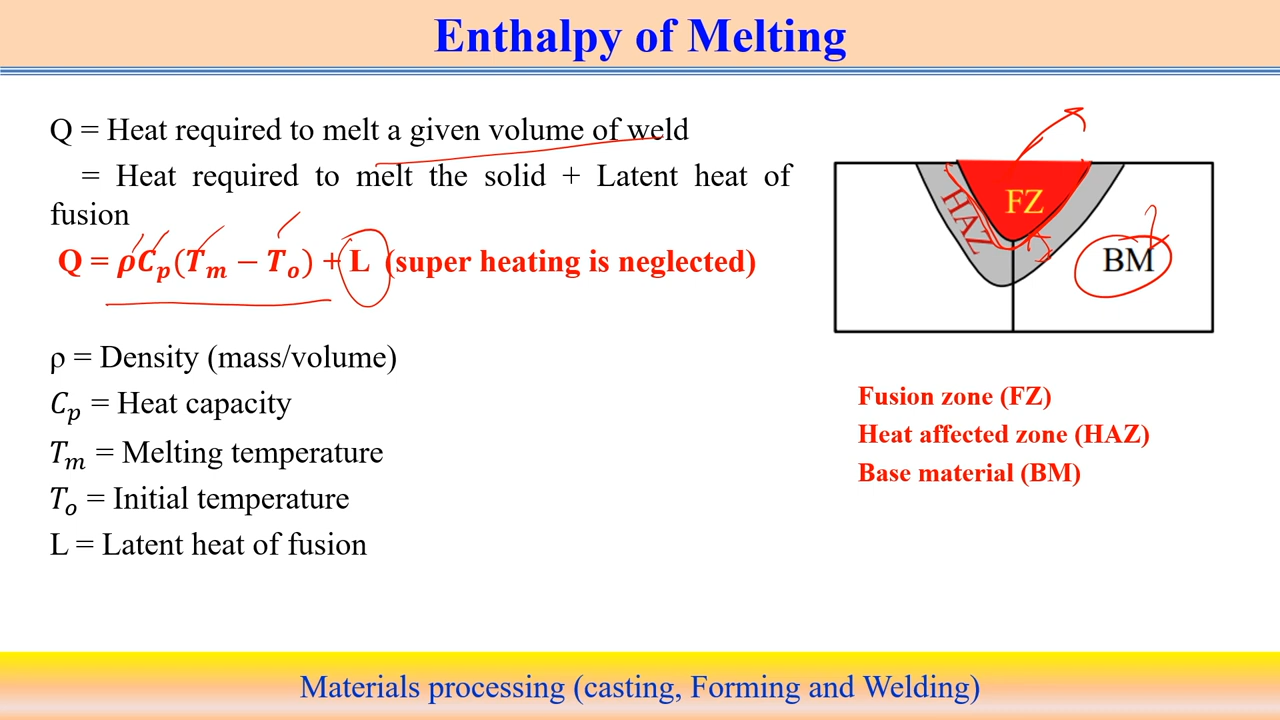 Enthalpy of Melting
Q = Heat required to melt a given volume of weld
= Heat required to melt the solid + Latent heat of
fusion
Q = ρCₚ(Tₘ − Tₒ) + L (super heating is neglected)
ρ = Density (mass/volume)
Cₚ = Heat capacity
Tₘ = Melting temperature
Tₒ = Initial temperature
L = Latent heat of fusion
HAZ
FZ
BM
Fusion zone (FZ)
Heat affected zone (HAZ)
Base material (BM)
Materials processing (casting, Forming and Welding)